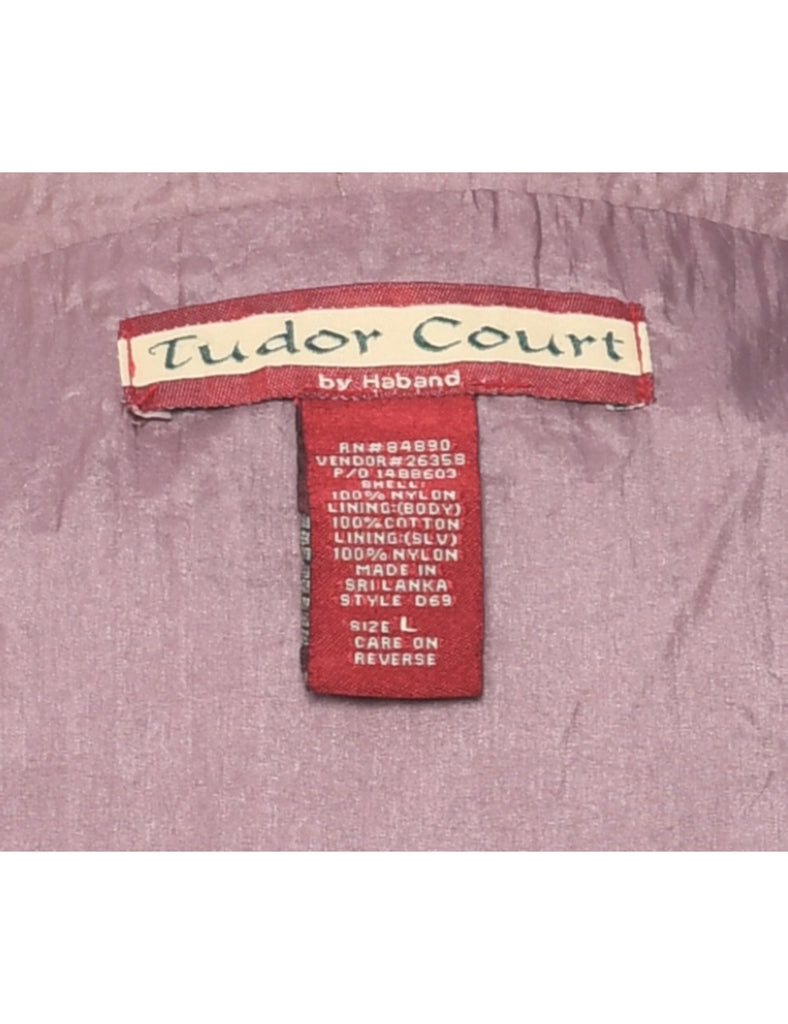 Tudor Court
by Haband
RN#84890
VENDOR#26358
P/O 1488603
SHELL:
100% NYLON
LINING:(BODY)
100% COTTON
LINING:(SLV)
100% NYLON
MADE IN
SRI LANKA
STYLE D69
SIZE L
CARE ON
REVERSE